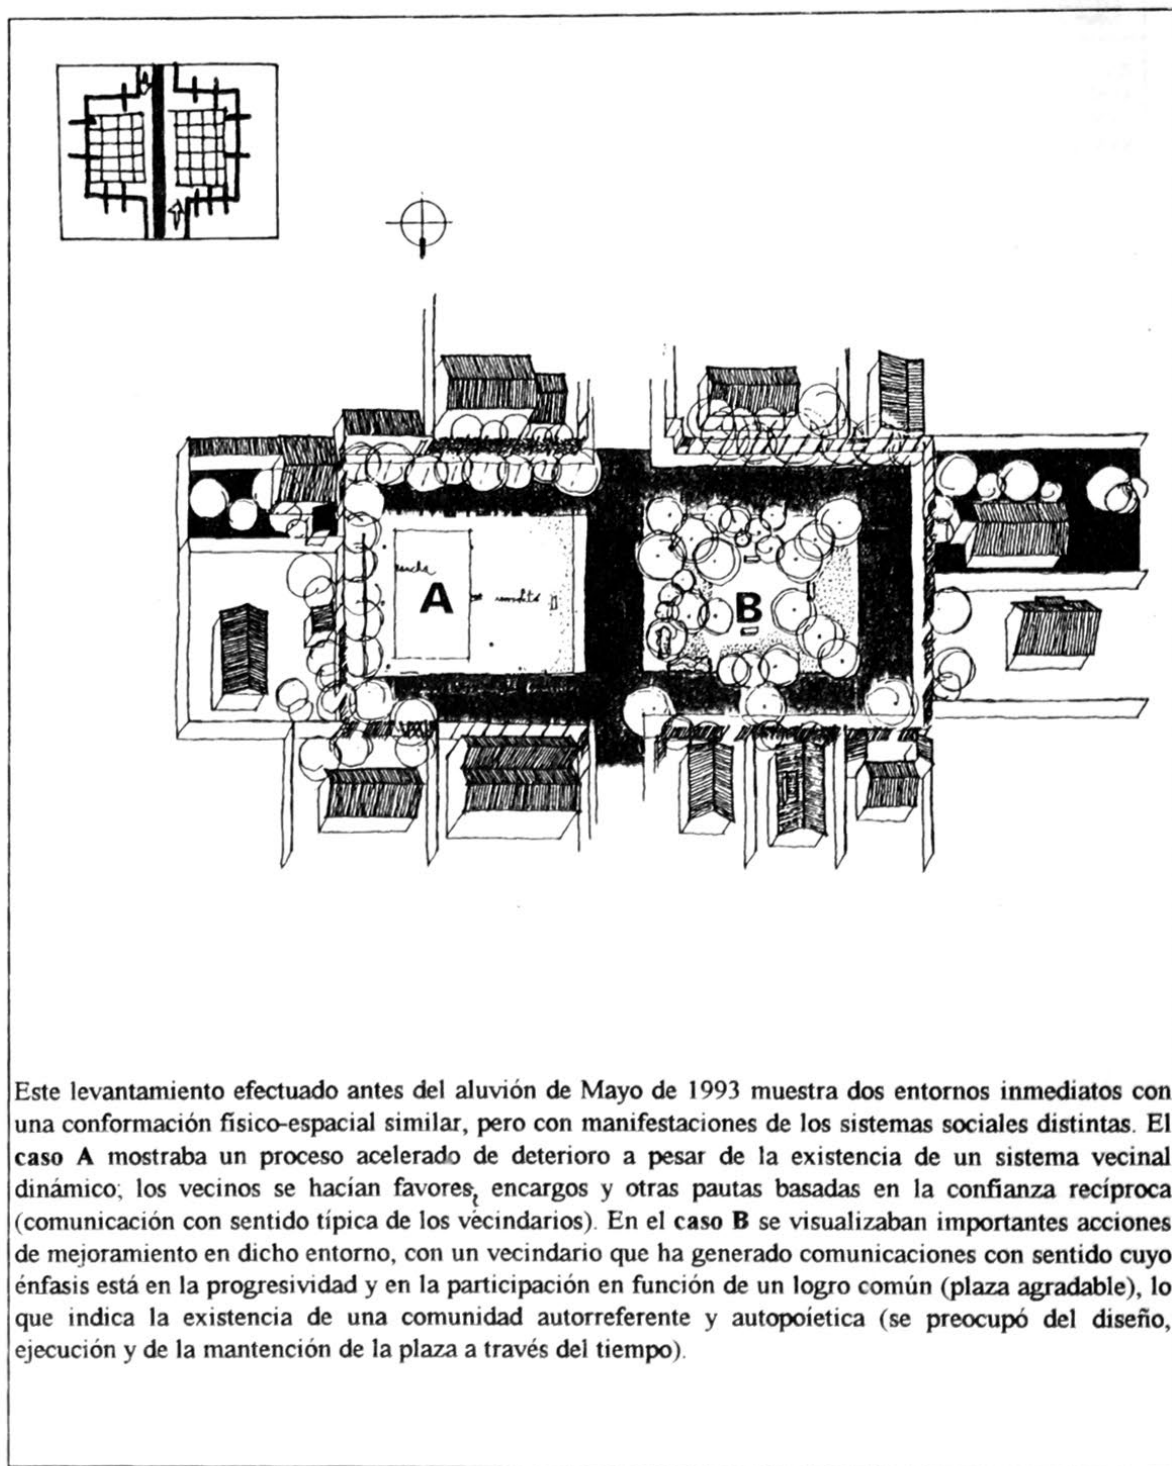 A
B
Este levantamiento efectuado antes del aluvión de Mayo de 1993 muestra dos entornos inmediatos con
una conformación físico-espacial similar, pero con manifestaciones de los sistemas sociales distintas. El
caso A mostraba un proceso acelerado de deterioro a pesar de la existencia de un sistema vecinal
dinámico; los vecinos se hacían favores, encargos y otras pautas basadas en la confianza recíproca
(comunicación con sentido típica de los vécindarios). En el caso B se visualizaban importantes acciones
de mejoramiento en dicho entorno, con un vecindario que ha generado comunicaciones con sentido cuyo
énfasis está en la progresividad y en la participación en función de un logro común (plaza agradable), lo
que indica la existencia de una comunidad autorreferente y autopoíetica (se preocupó del diseño,
ejecución y de la mantención de la plaza a través del tiempo).